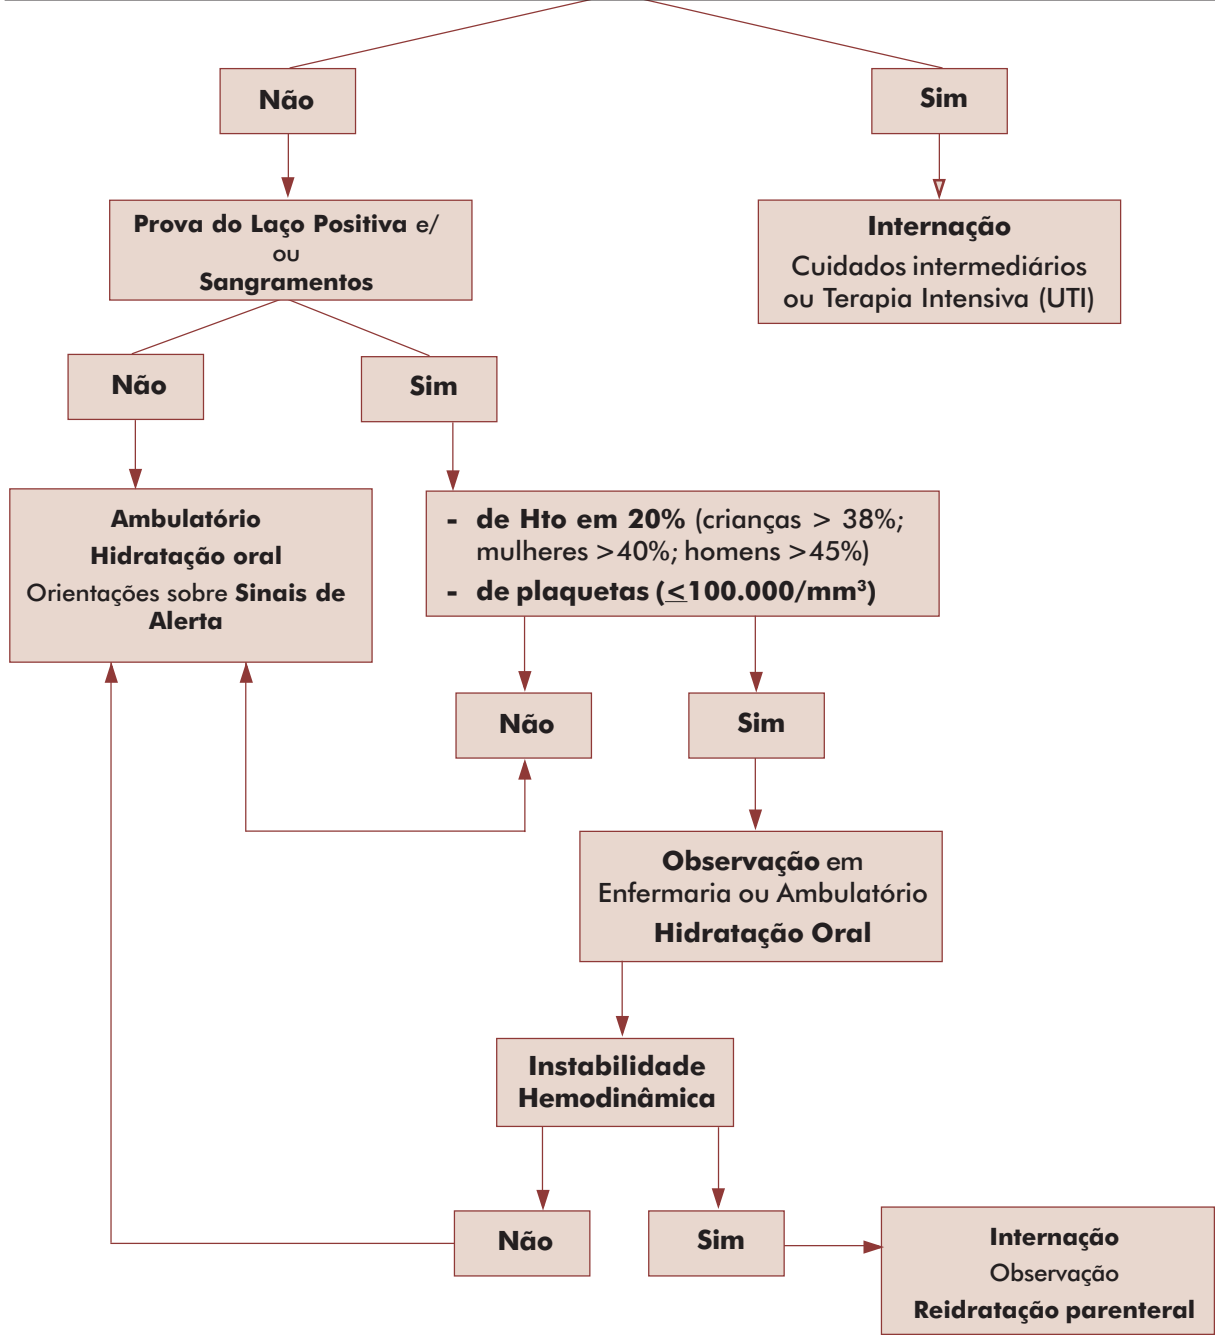 Não
Sim
Prova do Laço Positiva e/
ou
Sangramentos
Internação
Cuidados intermediários
ou Terapia Intensiva (UTI)
Não
Sim
Ambulatório
Hidratação oral
Orientações sobre Sinais de
Alerta
- de Hto em 20% (crianças > 38%;
mulheres >40%; homens >45%)
- de plaquetas (≤100.000/mm³)
Não
Sim
Observação em
Enfermaria ou Ambulatório
Hidratação Oral
Instabilidade
Hemodinâmica
Não
Sim
Internação
Observação
Reidratação parenteral